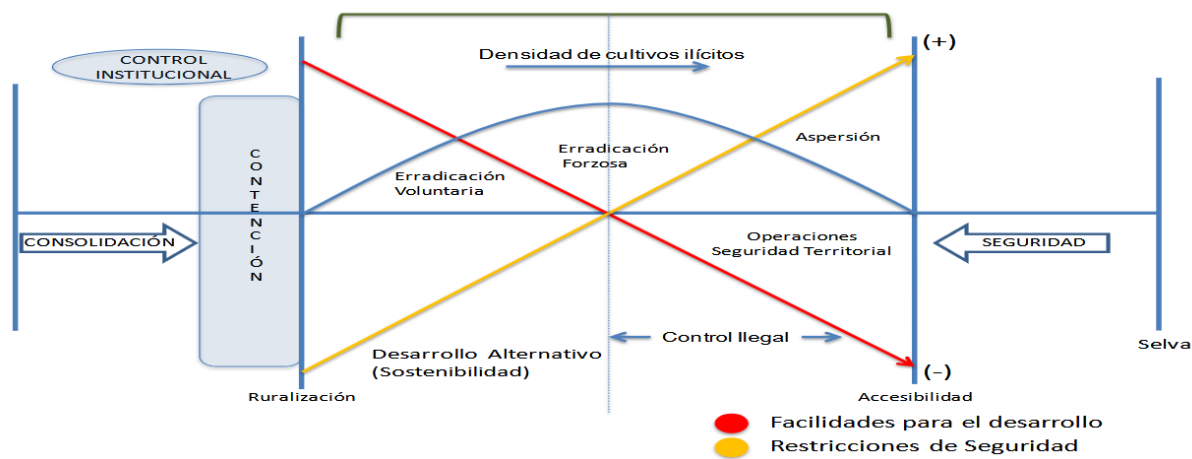 CONTROL
INSTITUCIONAL
Densidad de cultivos ilícitos
(+)
Aspersión
Erradicación
Forzosa
Erradicación
Voluntaria
CONTENCIÓN
CONSOLIDACIÓN
Operaciones
Seguridad Territorial
SEGURIDAD
Control Ilegal
Selva
Desarrollo Alternativo
(Sostenibilidad)
(-)
Ruralización
Accesibilidad
Facilidades para el desarrollo
Restricciones de Seguridad